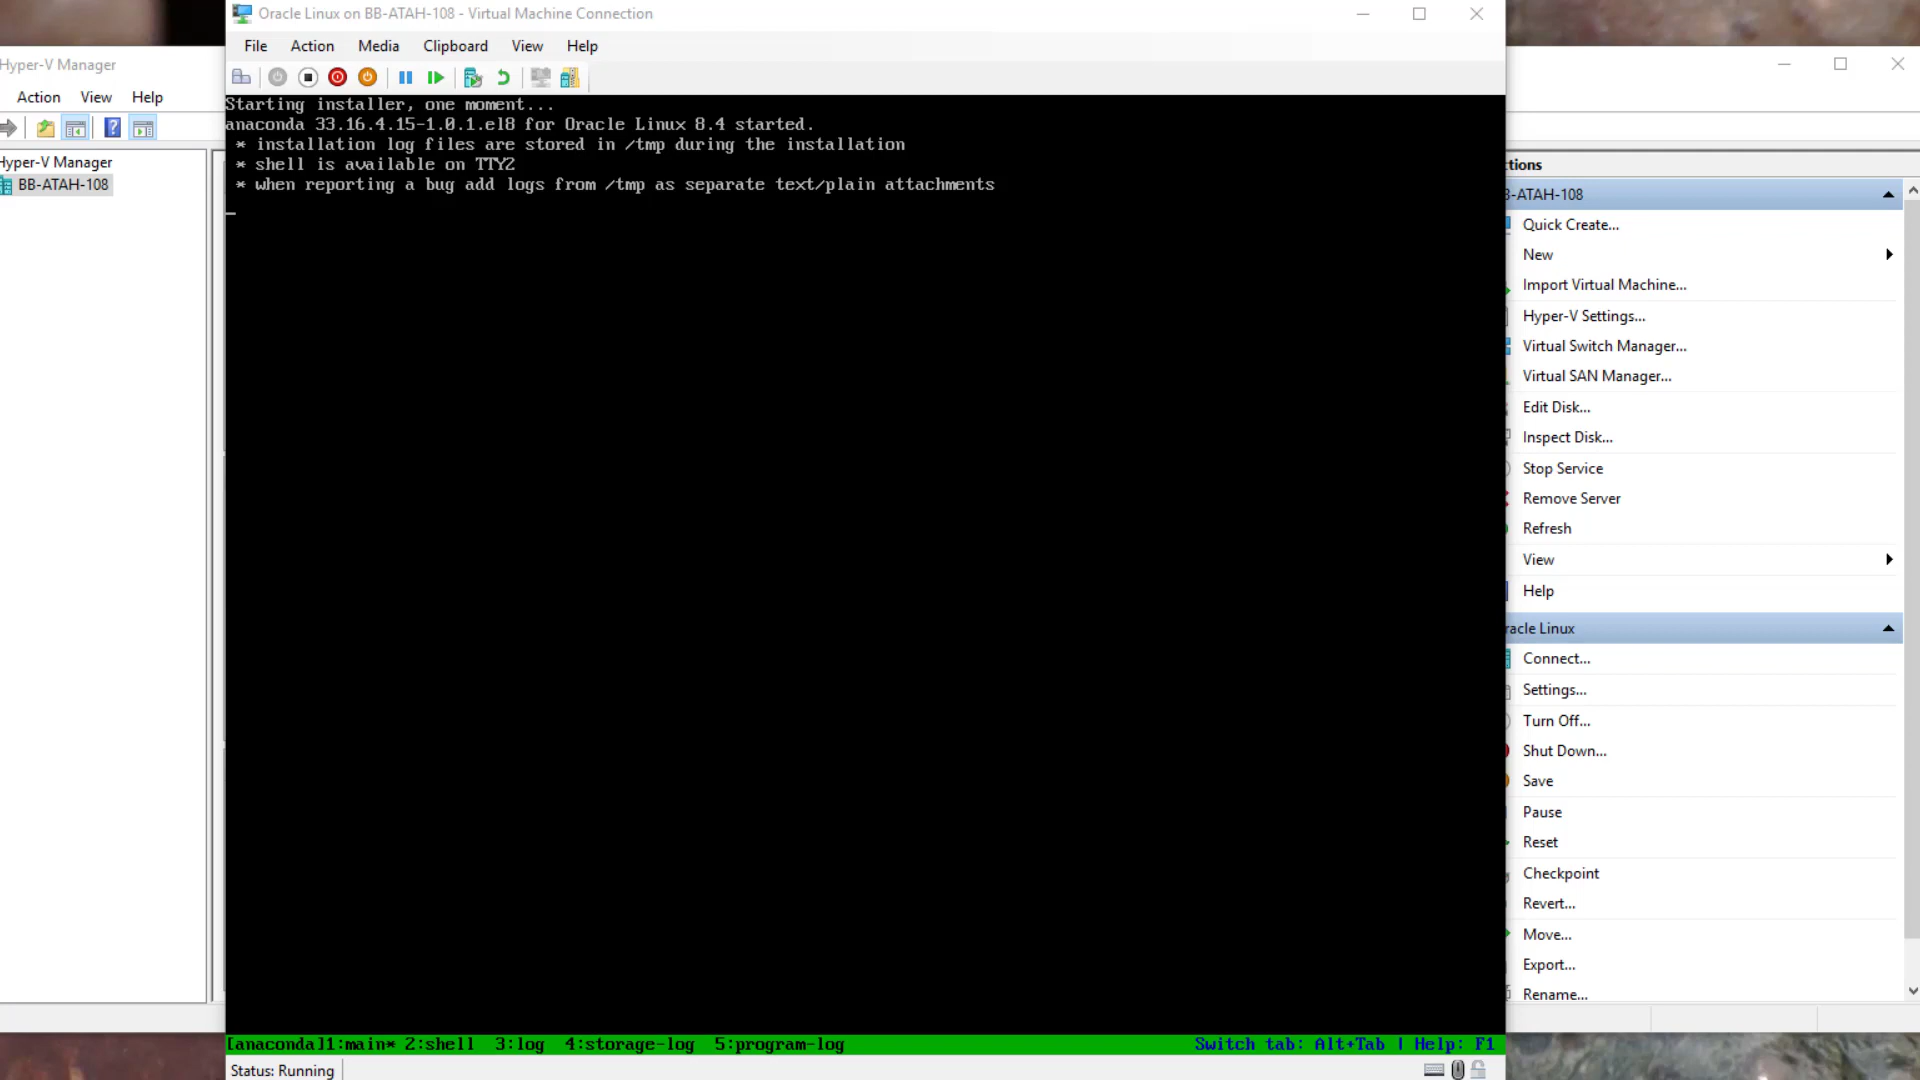 Oracle Linux on BB-ATAH-108 - Virtual Machine Connection
File Action Media Clipboard View Help
Hyper-V Manager
Action View Help
Hyper-V Manager
BB-ATAH-108
Starting installer, one moment...
anaconda 33.16.4.15-1.0.1.el8 for Oracle Linux 8.4 started.
* installation log files are stored in /tmp during the installation
* shell is available on TTY2
* when reporting a bug add logs from /tmp as separate text/plain attachments
[anaconda]1:main* 2:shell 3:log 4:storage-log 5:program-log
Switch tab: Alt+Tab | Help: F1
Status: Running
ctions
B-ATAH-108
Quick Create...
New
Import Virtual Machine...
Hyper-V Settings...
Virtual Switch Manager...
Virtual SAN Manager...
Edit Disk...
Inspect Disk...
Stop Service
Remove Server
Refresh
View
Help
racle Linux
Connect...
Settings...
Turn Off...
Shut Down...
Save
Pause
Reset
Checkpoint
Revert...
Move...
Export...
Rename...